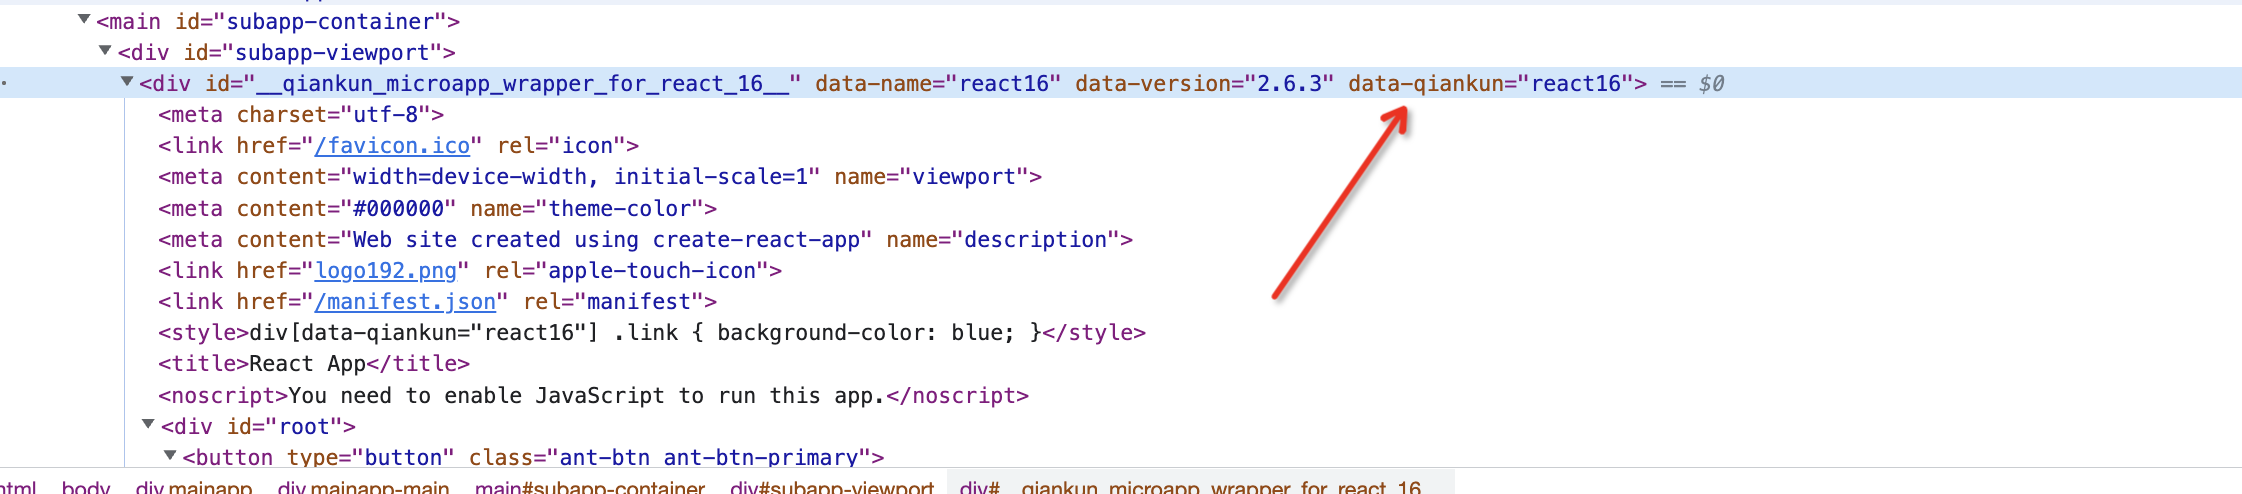 <main id="subapp-container">
<div id="subapp-viewport">
<div id="__qiankun_microapp_wrapper_for_react_16__" data-name="react16" data-version="2.6.3" data-qiankun="react16"> == $0
<meta charset="utf-8">
<link href="/favicon.ico" rel="icon">
<meta content="width=device-width, initial-scale=1" name="viewport">
<meta content="#000000" name="theme-color">
<meta content="Web site created using create-react-app" name="description">
<link href="logo192.png" rel="apple-touch-icon">
<link href="/manifest.json" rel="manifest">
<style>div[data-qiankun="react16"] .link { background-color: blue; }</style>
<title>React App</title>
<noscript>You need to enable JavaScript to run this app.</noscript>
<div id="root">
<button type="button" class="ant-btn ant-btn-primary">
html body div.mainapp div.mainapp-main main#subapp-container div#subapp-viewport div#__qiankun_microapp_wrapper_for_react_16__